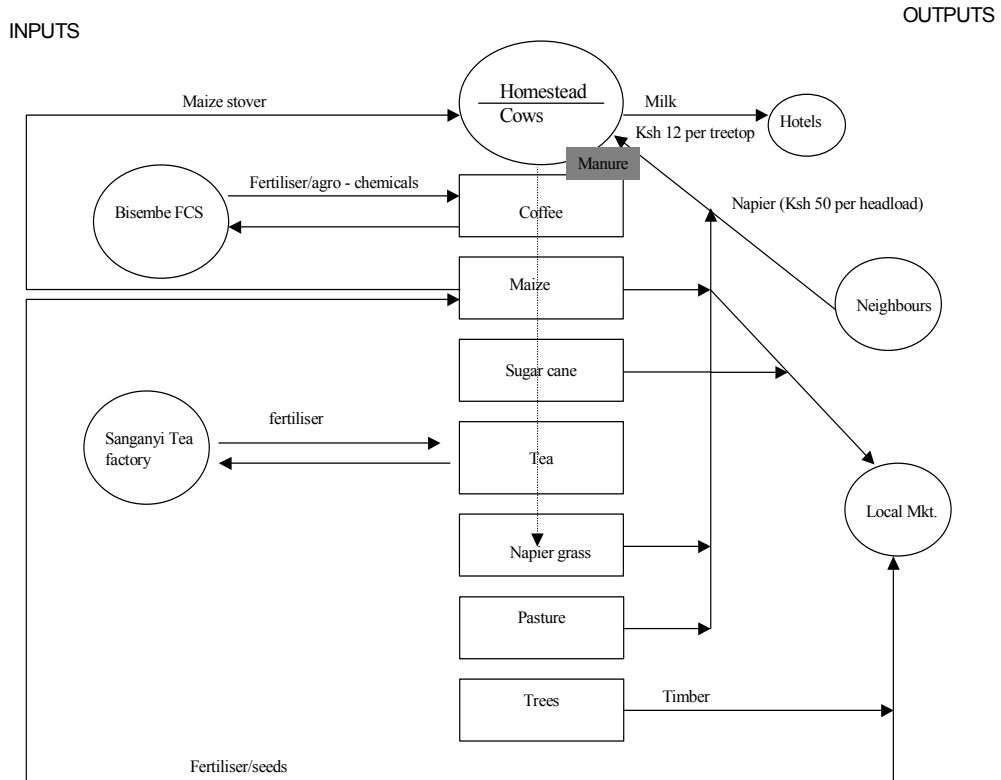 INPUTS
OUTPUTS
Homestead
Cows
Maize stover
Milk
Hotels
Ksh 12 per treetop
Manure
Fertiliser/agro - chemicals
Bisembe FCS
Coffee
Napier (Ksh 50 per headload)
Maize
Neighbours
Sugar cane
fertiliser
Sanganyi Tea
factory
Tea
Local Mkt.
Napier grass
Pasture
Trees
Timber
Fertiliser/seeds